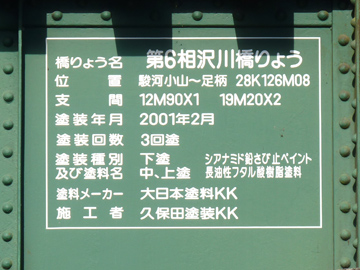 橋りょう名 第6相沢川橋りょう
位置 駿河小山～足柄 28K126M08
支間 12M90X1 19M20X2
塗装年月 2001年2月
塗装回数 3回塗
塗装種別 下塗 シアナミド鉛さび止ペイント
及び塗料名 中、上塗 長油性フタル酸樹脂塗料
塗料メーカー 大日本塗料KK
施工者 久保田塗装KK